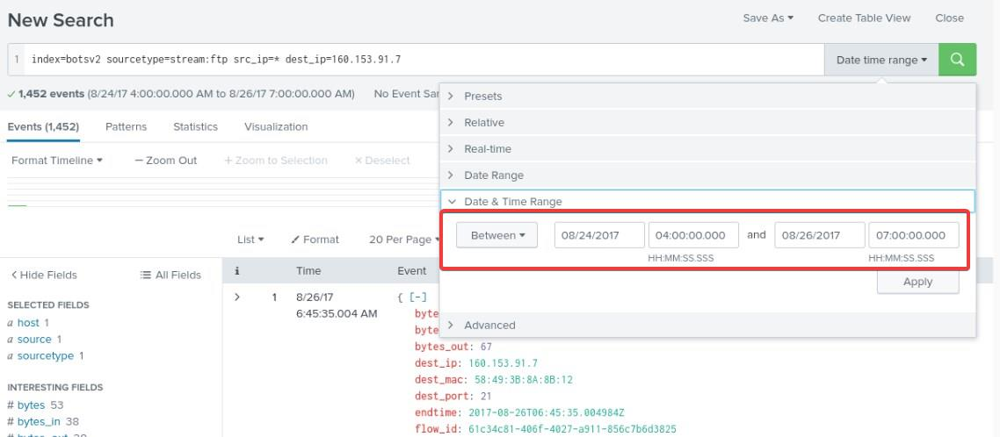 New Search
Save As Create Table View Close
1 index=botsv2 sourcetype=stream:ftp src_ip=* dest_ip=160.153.91.7
Date time range
1,452 events (8/24/17 4:00:00.000 AM to 8/26/17 7:00:00.000 AM) No Event
Presets
Events (1,452) Patterns Statistics Visualization
Relative
Real-time
Format Timeline — Zoom Out + Zoom to Selection × Deselect
Date Range
Date & Time Range
Between 08/24/2017 04:00:00.000 and 08/26/2017 07:00:00.000
HH:MM:SS.SSS HH:MM:SS.SSS
Apply
Advanced
List Format 20 Per Page
Hide Fields All Fields
SELECTED FIELDS
a host 1
a source 1
a sourcetype 1
INTERESTING FIELDS
# bytes 53
# bytes_in 38
i Time Event
1 8/26/17
6:45:35.004 AM
{ [-]
bytes_out: 67
dest_ip: 160.153.91.7
dest_mac: 58:49:3B:8A:8B:12
dest_port: 21
endtime: 2017-08-26T06:45:35.004984Z
flow_id: 61c34c81-406f-4027-a911-856c7b6d3825